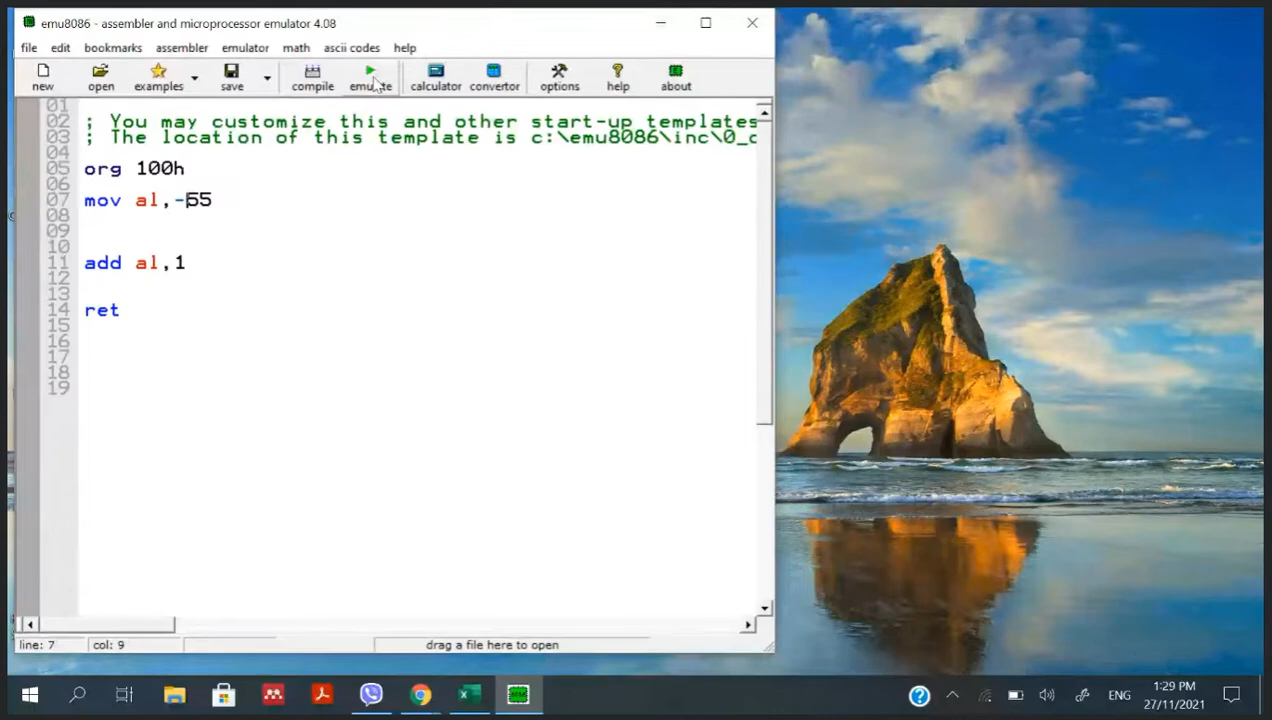 emu8086 - assembler and microprocessor emulator 4.08
file edit bookmarks assembler emulator math ascii codes help
new open examples save compile emulate calculator convertor options help about
01
02 ; You may customize this and other start-up templates
03 ; The location of this template is c:\emu8086\inc\0_c
04
05 org 100h
06
07 mov al,-55
08
09
10
11 add al,1
12
13
14 ret
15
16
17
18
19
line: 7 col: 9 drag a file here to open
ENG 1:29 PM
27/11/2021